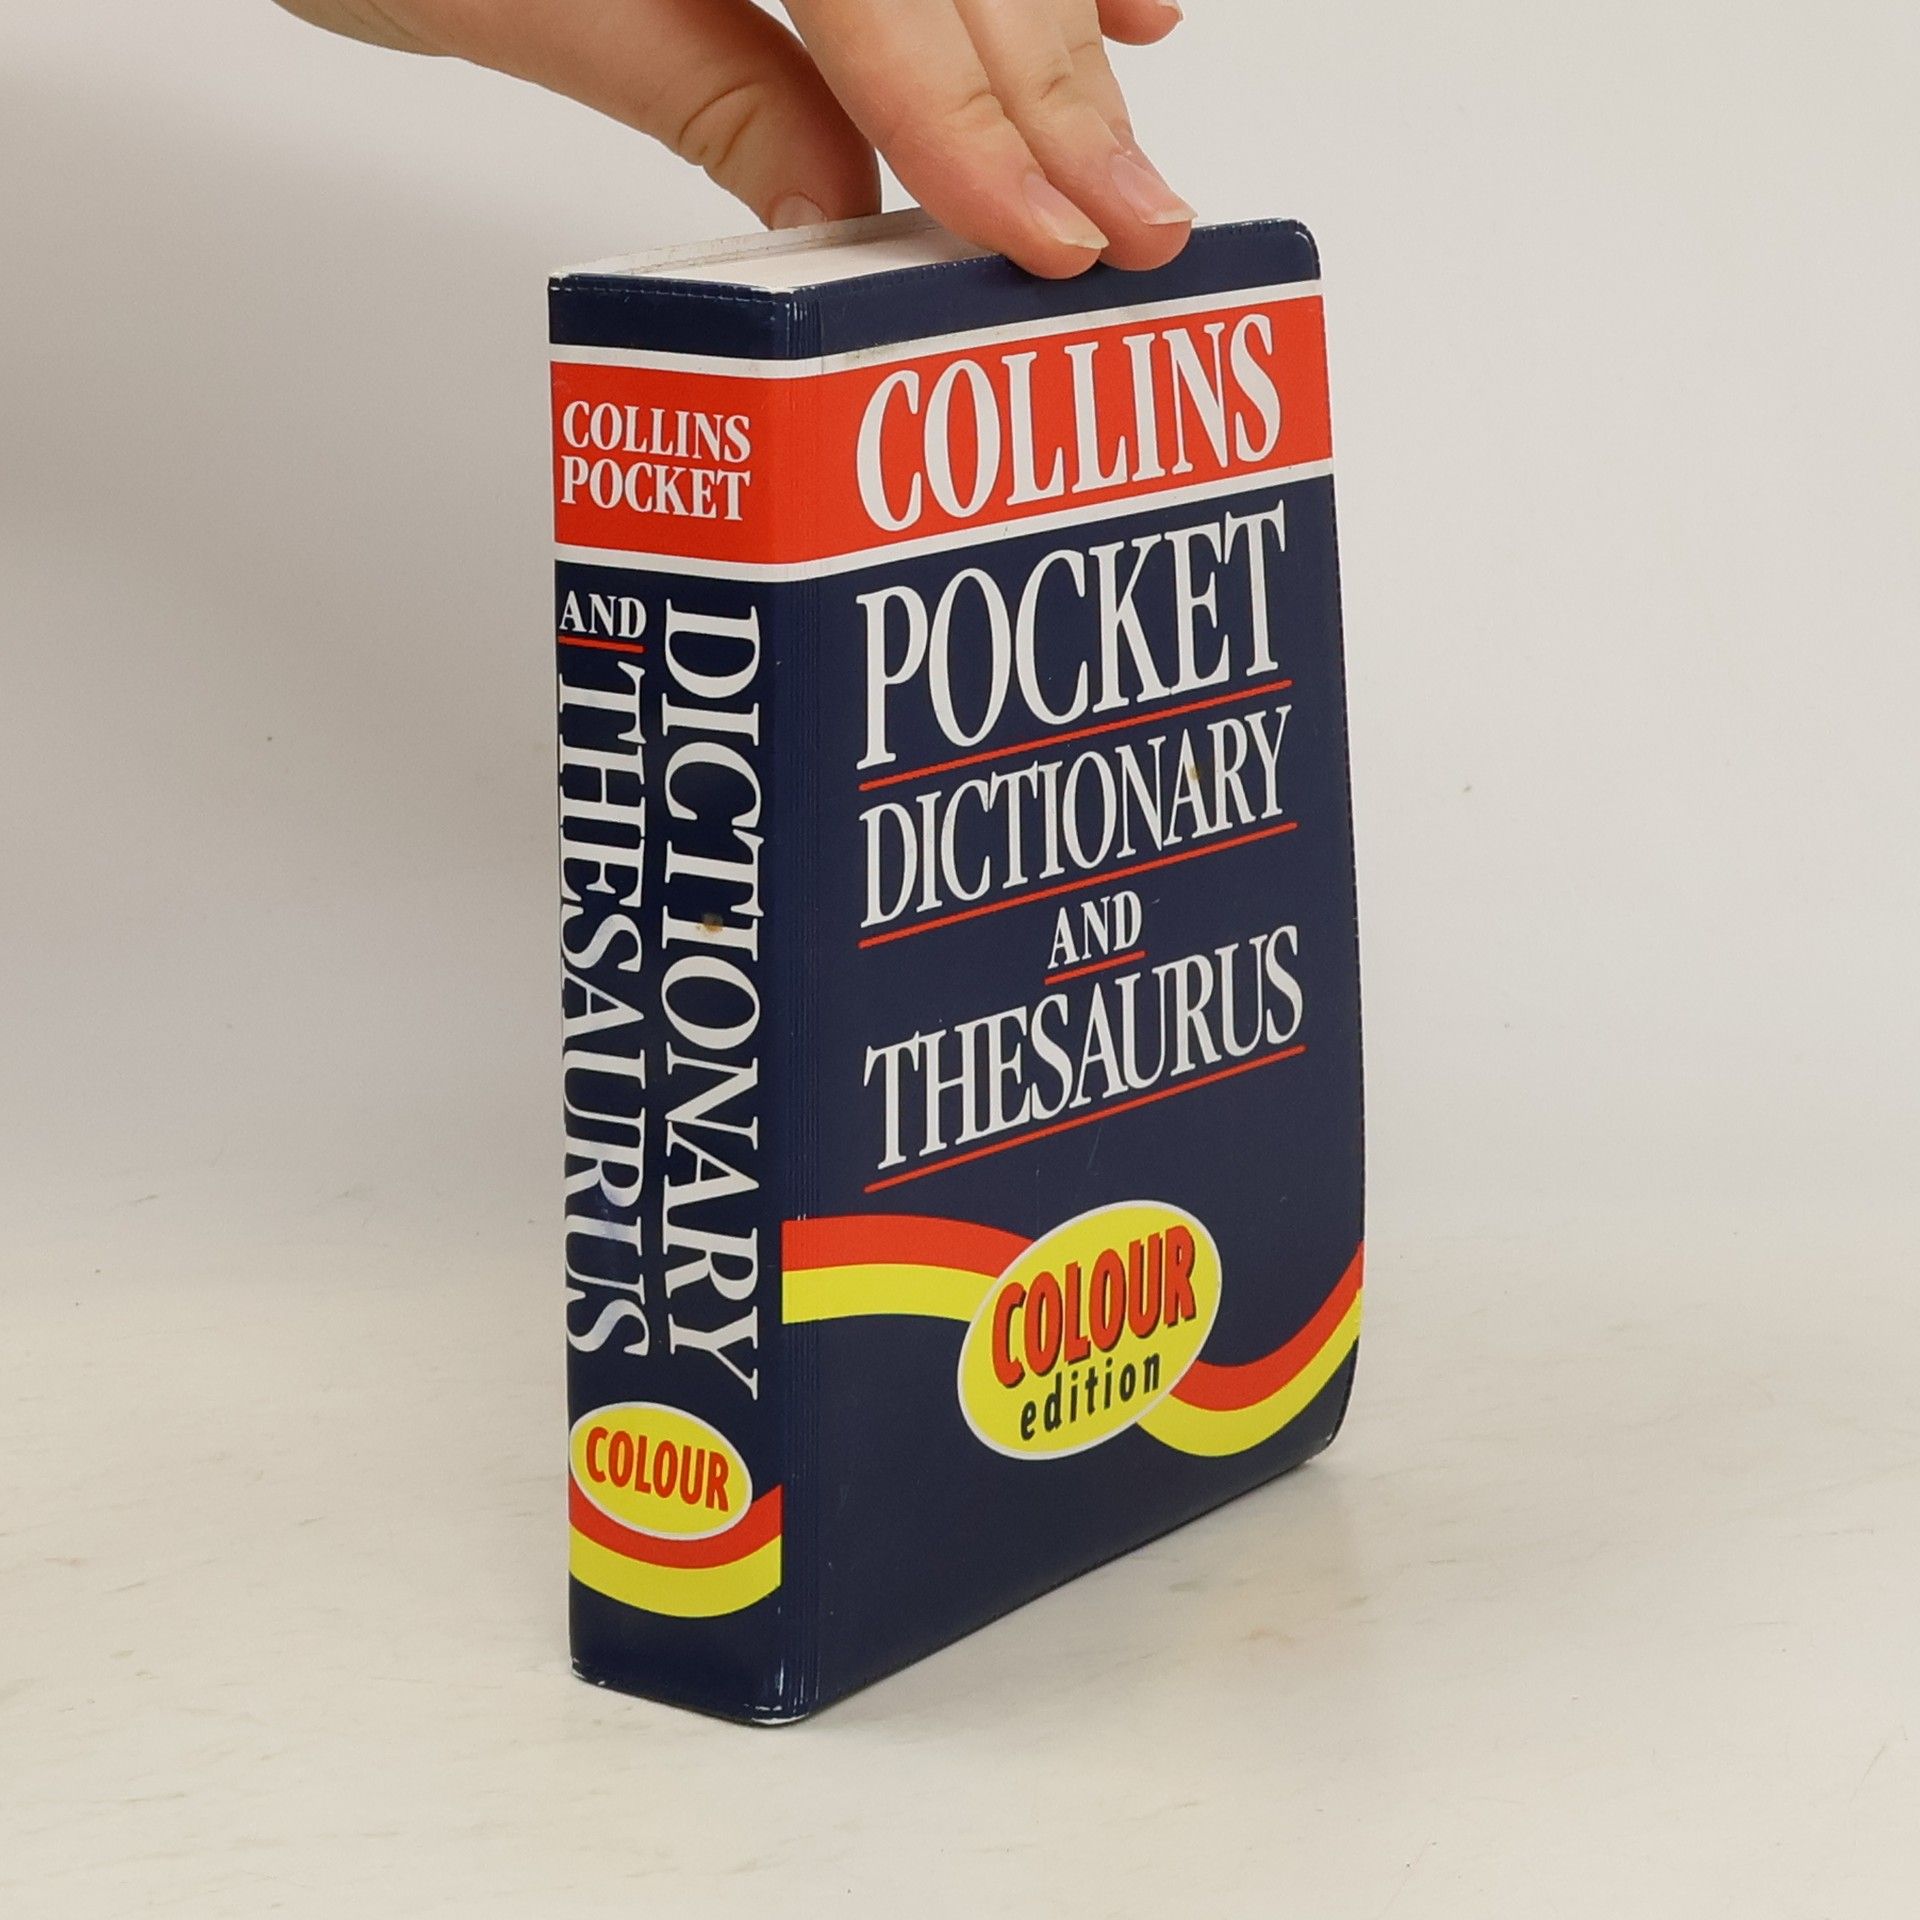 COLLINS
POCKET
AND THESAURUS
DICTIONARY
COLOUR
COLLINS
POCKET
DICTIONARY
AND
THESAURUS
COLOUR
edition